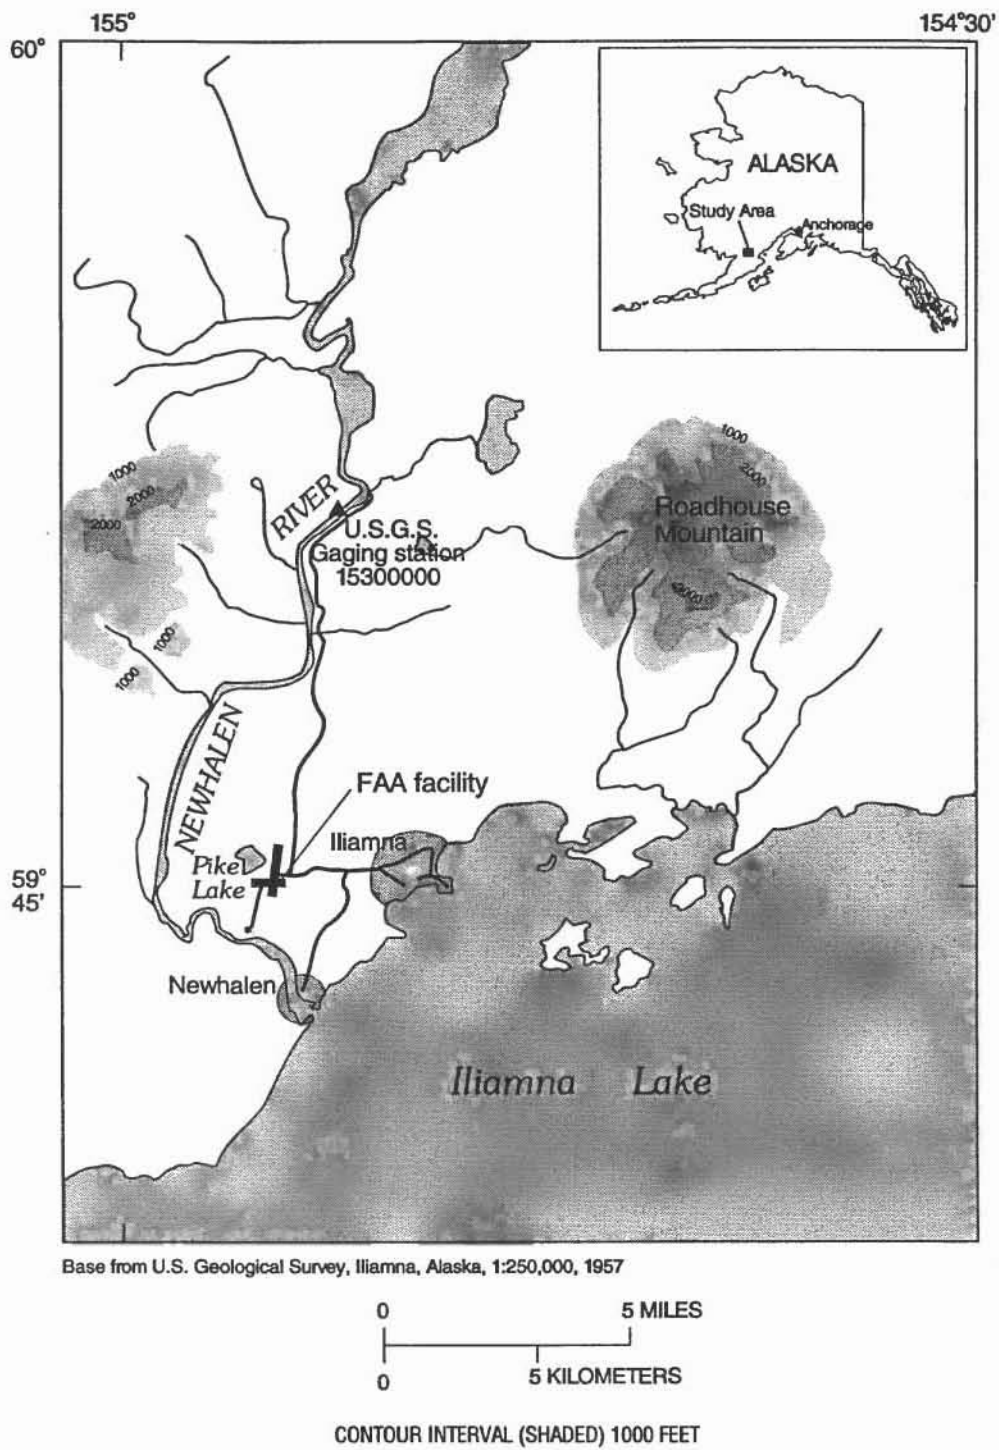 155°
154°30'
60°
ALASKA
Study Area
Anchorage
1000
2000
2000
1000
2000
Roadhouse
Mountain
RIVER
U.S.G.S.
Gaging station
15300000
1000
1000
NEWHALEN
FAA facility
Iliamna
Pike
Lake
59°
45'
Newhalen
Iliamna Lake
Base from U.S. Geological Survey, Iliamna, Alaska, 1:250,000, 1957
0 5 MILES
0 5 KILOMETERS
CONTOUR INTERVAL (SHADED) 1000 FEET